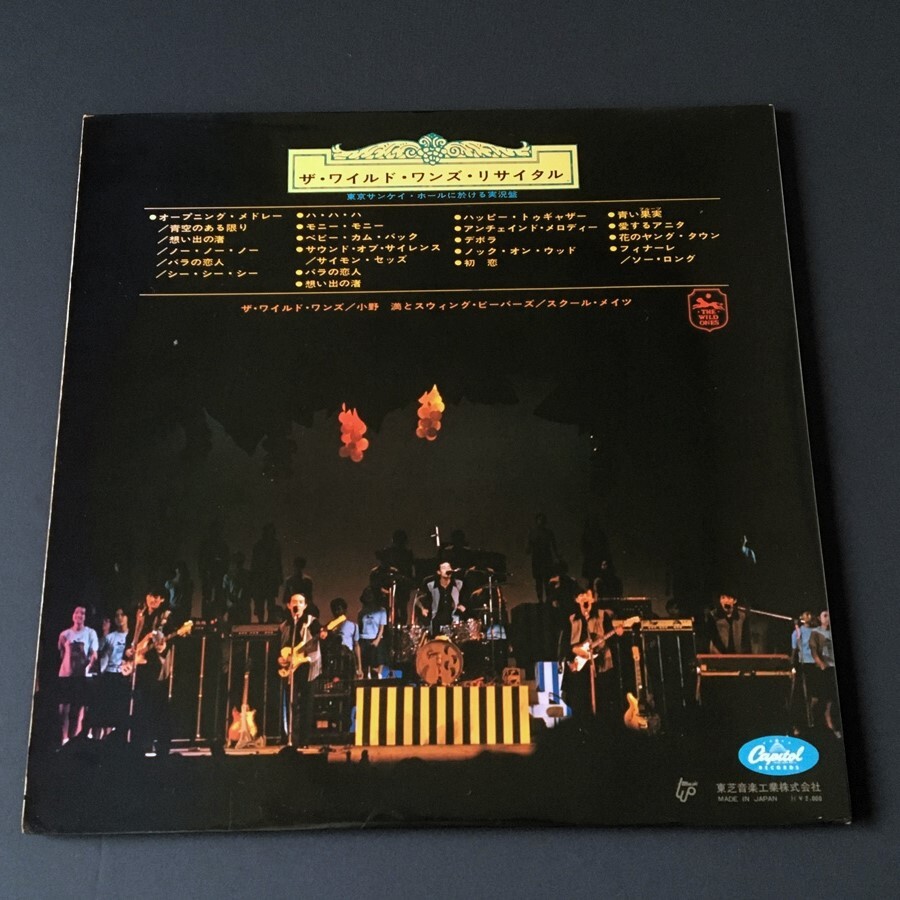 ザ・ワイルド・ワンズ・リサイタル
東京サンケイ・ホールに於ける実況盤
●オープニング・メドレー
／青空のある限り
／想い出の渚
／ノー・ノー・ノー
／バラの恋人
／シー・シー・シー
●ハ・ハ・ハ
●モニー・モニー
●ベビー・カム・バック
●サウンド・オブ・サイレンス
／サイモン・セッズ
●バラの恋人
●想い出の渚
●ハッピー・トゥギャザー
●アンチェインド・メロディー
●デボラ
●ノック・オン・ウッド
●初恋
●青い果実
●愛するアニタ
●花のヤング・タウン
●フィナーレ
／ソー・ロング
ザ・ワイルド・ワンズ／小野 満とスウィング・ビーバーズ／スクール・メイツ
・THE・
WILD
ONES
Capitol
RECORDS
東芝音楽工業株式会社
MADE IN JAPAN